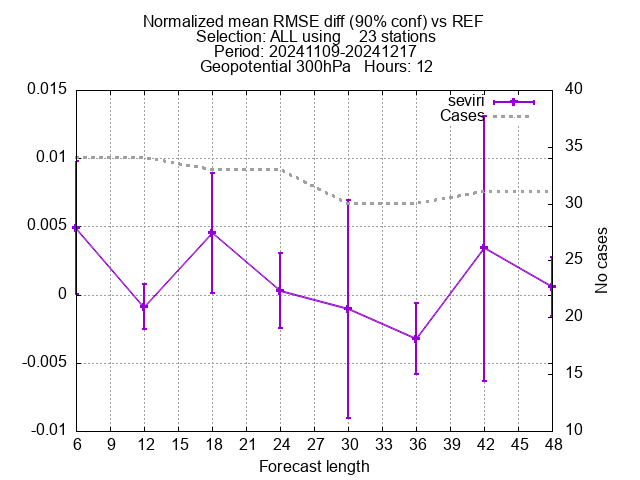 Normalized mean RMSE diff (90% conf) vs REF
Selection: ALL using    23 stations
Period: 20241109-20241217
Geopotential 300hPa   Hours: 12
0.015
0.01
0.005
0
-0.005
-0.01
40
35
30
25
20
15
10
No cases
seviri
Cases
6 9 12 15 18 21 24 27 30 33 36 39 42 45 48
Forecast length